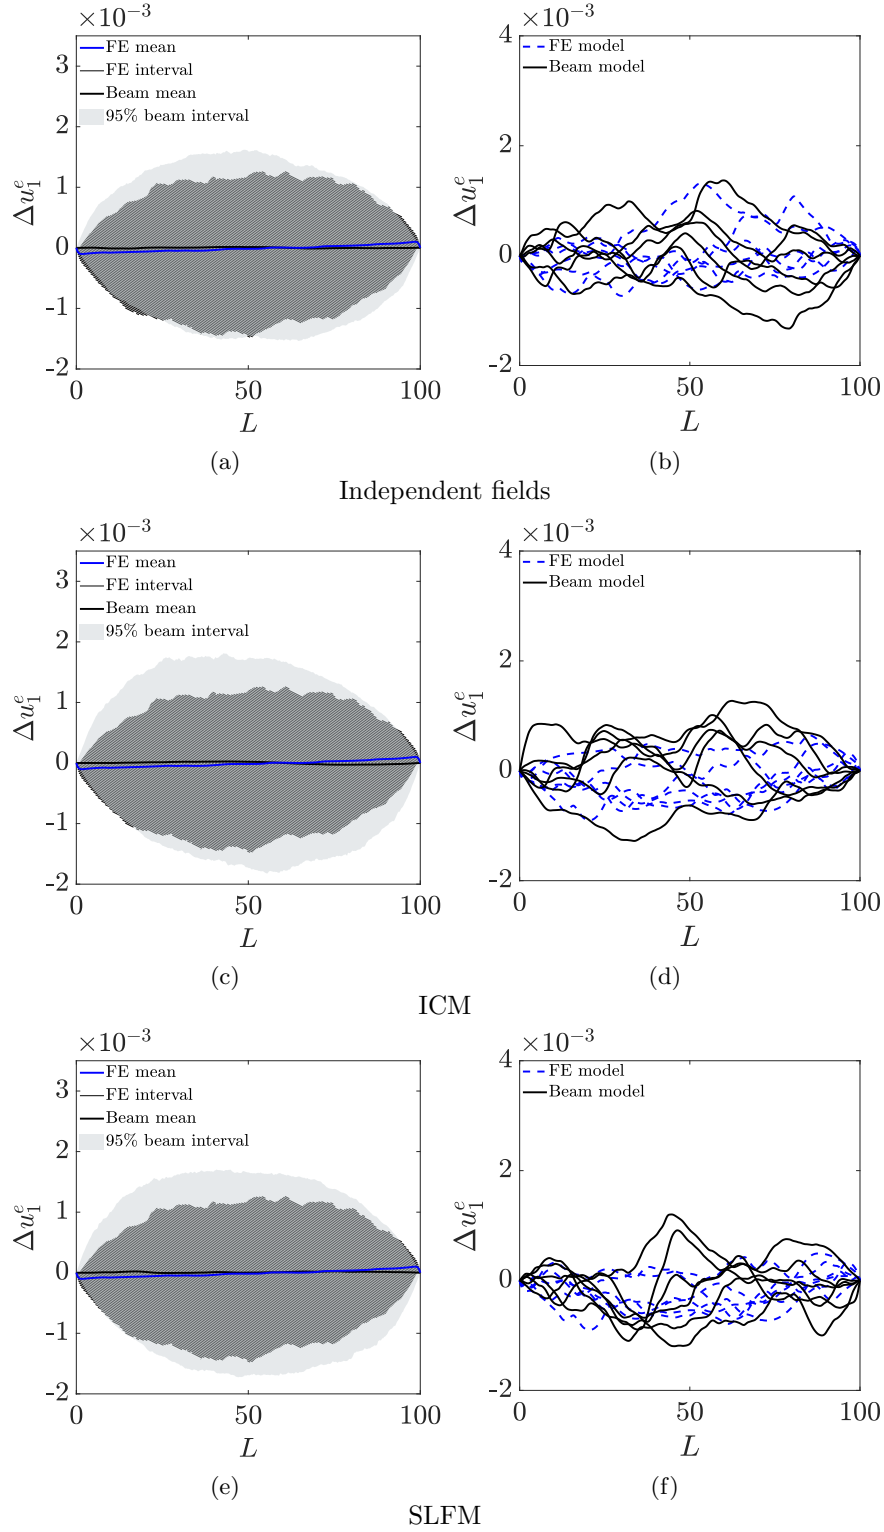 ×10⁻³
3
2
1
0
-1
-2
0
50
100
Δu₁ᵉ
L
FE mean
FE interval
Beam mean
95% beam interval
(a)
×10⁻³
4
2
0
-2
0
50
100
Δu₁ᵉ
L
FE model
Beam model
(b)
Independent fields
×10⁻³
3
2
1
0
-1
-2
0
50
100
Δu₁ᵉ
L
FE mean
FE interval
Beam mean
95% beam interval
(c)
×10⁻³
4
2
0
-2
0
50
100
Δu₁ᵉ
L
FE model
Beam model
(d)
ICM
×10⁻³
3
2
1
0
-1
-2
0
50
100
Δu₁ᵉ
L
FE mean
FE interval
Beam mean
95% beam interval
(e)
×10⁻³
4
2
0
-2
0
50
100
Δu₁ᵉ
L
FE model
Beam model
(f)
SLFM